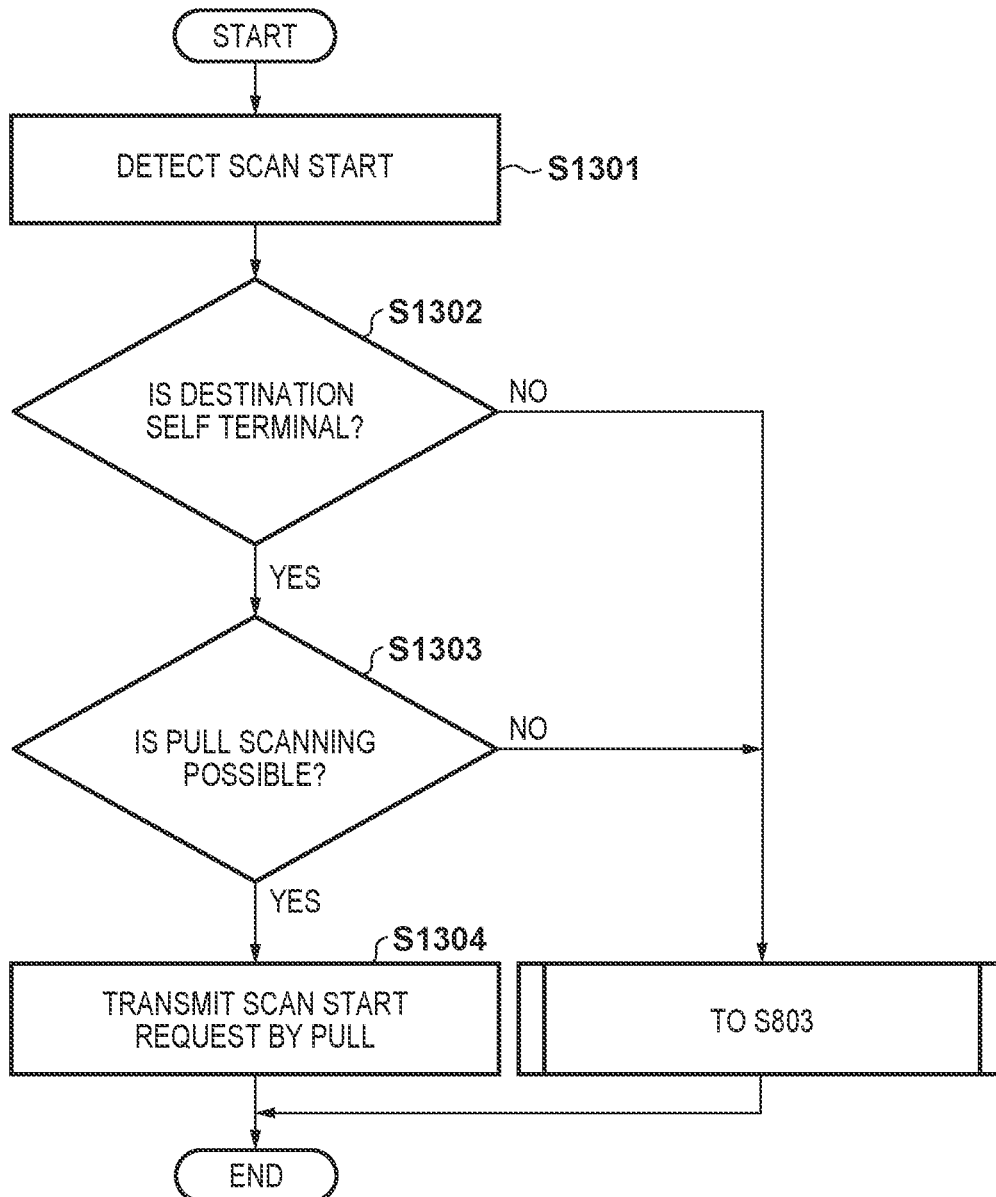 START
DETECT SCAN START
S1301
S1302
IS DESTINATION
SELF TERMINAL?
NO
YES
S1303
IS PULL SCANNING
POSSIBLE?
NO
YES
S1304
TRANSMIT SCAN START
REQUEST BY PULL
TO S803
END